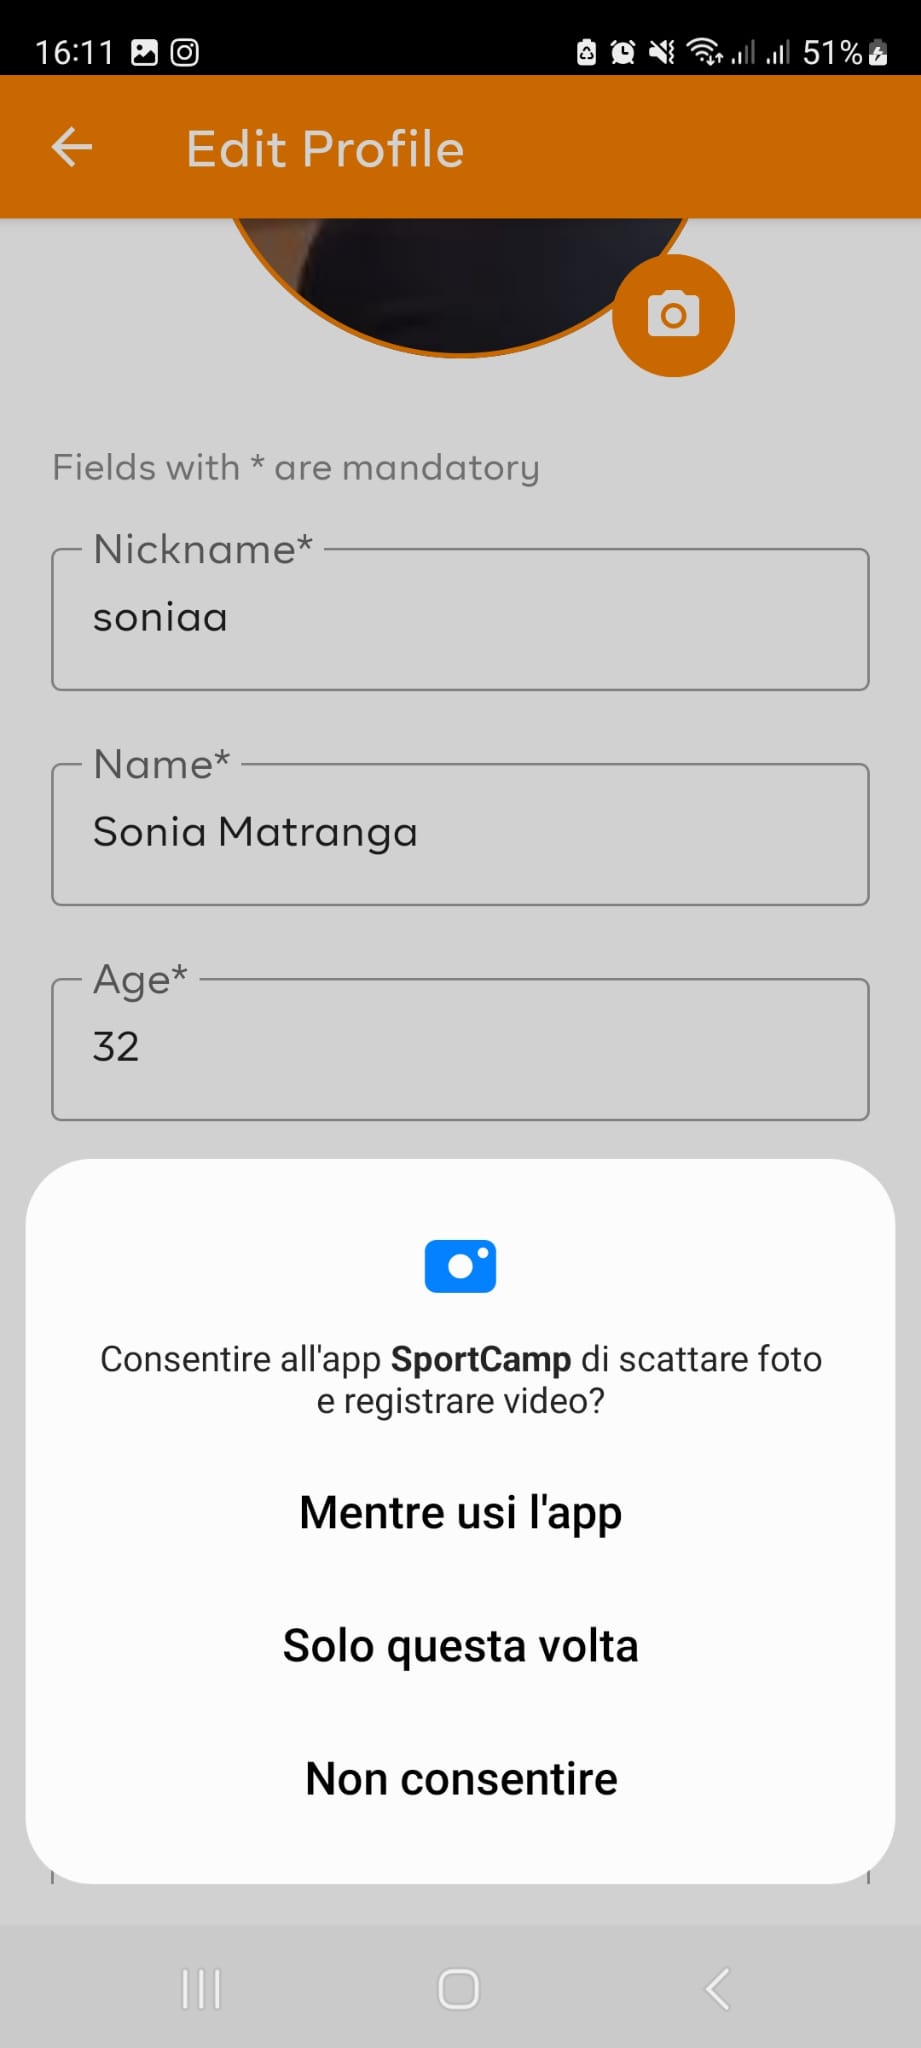 16:11
51%
Edit Profile
Fields with * are mandatory
Nickname*
soniaa
Name*
Sonia Matranga
Age*
32
Consentire all'app SportCamp di scattare foto
e registrare video?
Mentre usi l'app
Solo questa volta
Non consentire